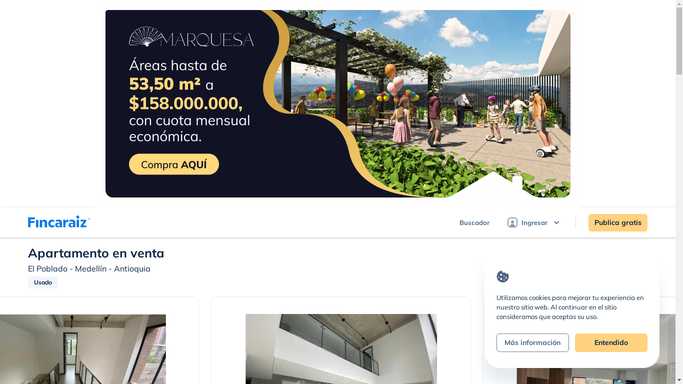 MARQUESA
Áreas hasta de
53,50 m² a
$158.000.000,
con cuota mensual
económica.
Compra AQUÍ
Fincaraiz
Buscador
Ingresar
Publica gratis
Apartamento en venta
El Poblado - Medellín - Antioquia
Usado
Utilizamos cookies para mejorar tu experiencia en
nuestro sitio web. Al continuar en el sitio
consideramos que aceptas su uso.
Más información
Entendido